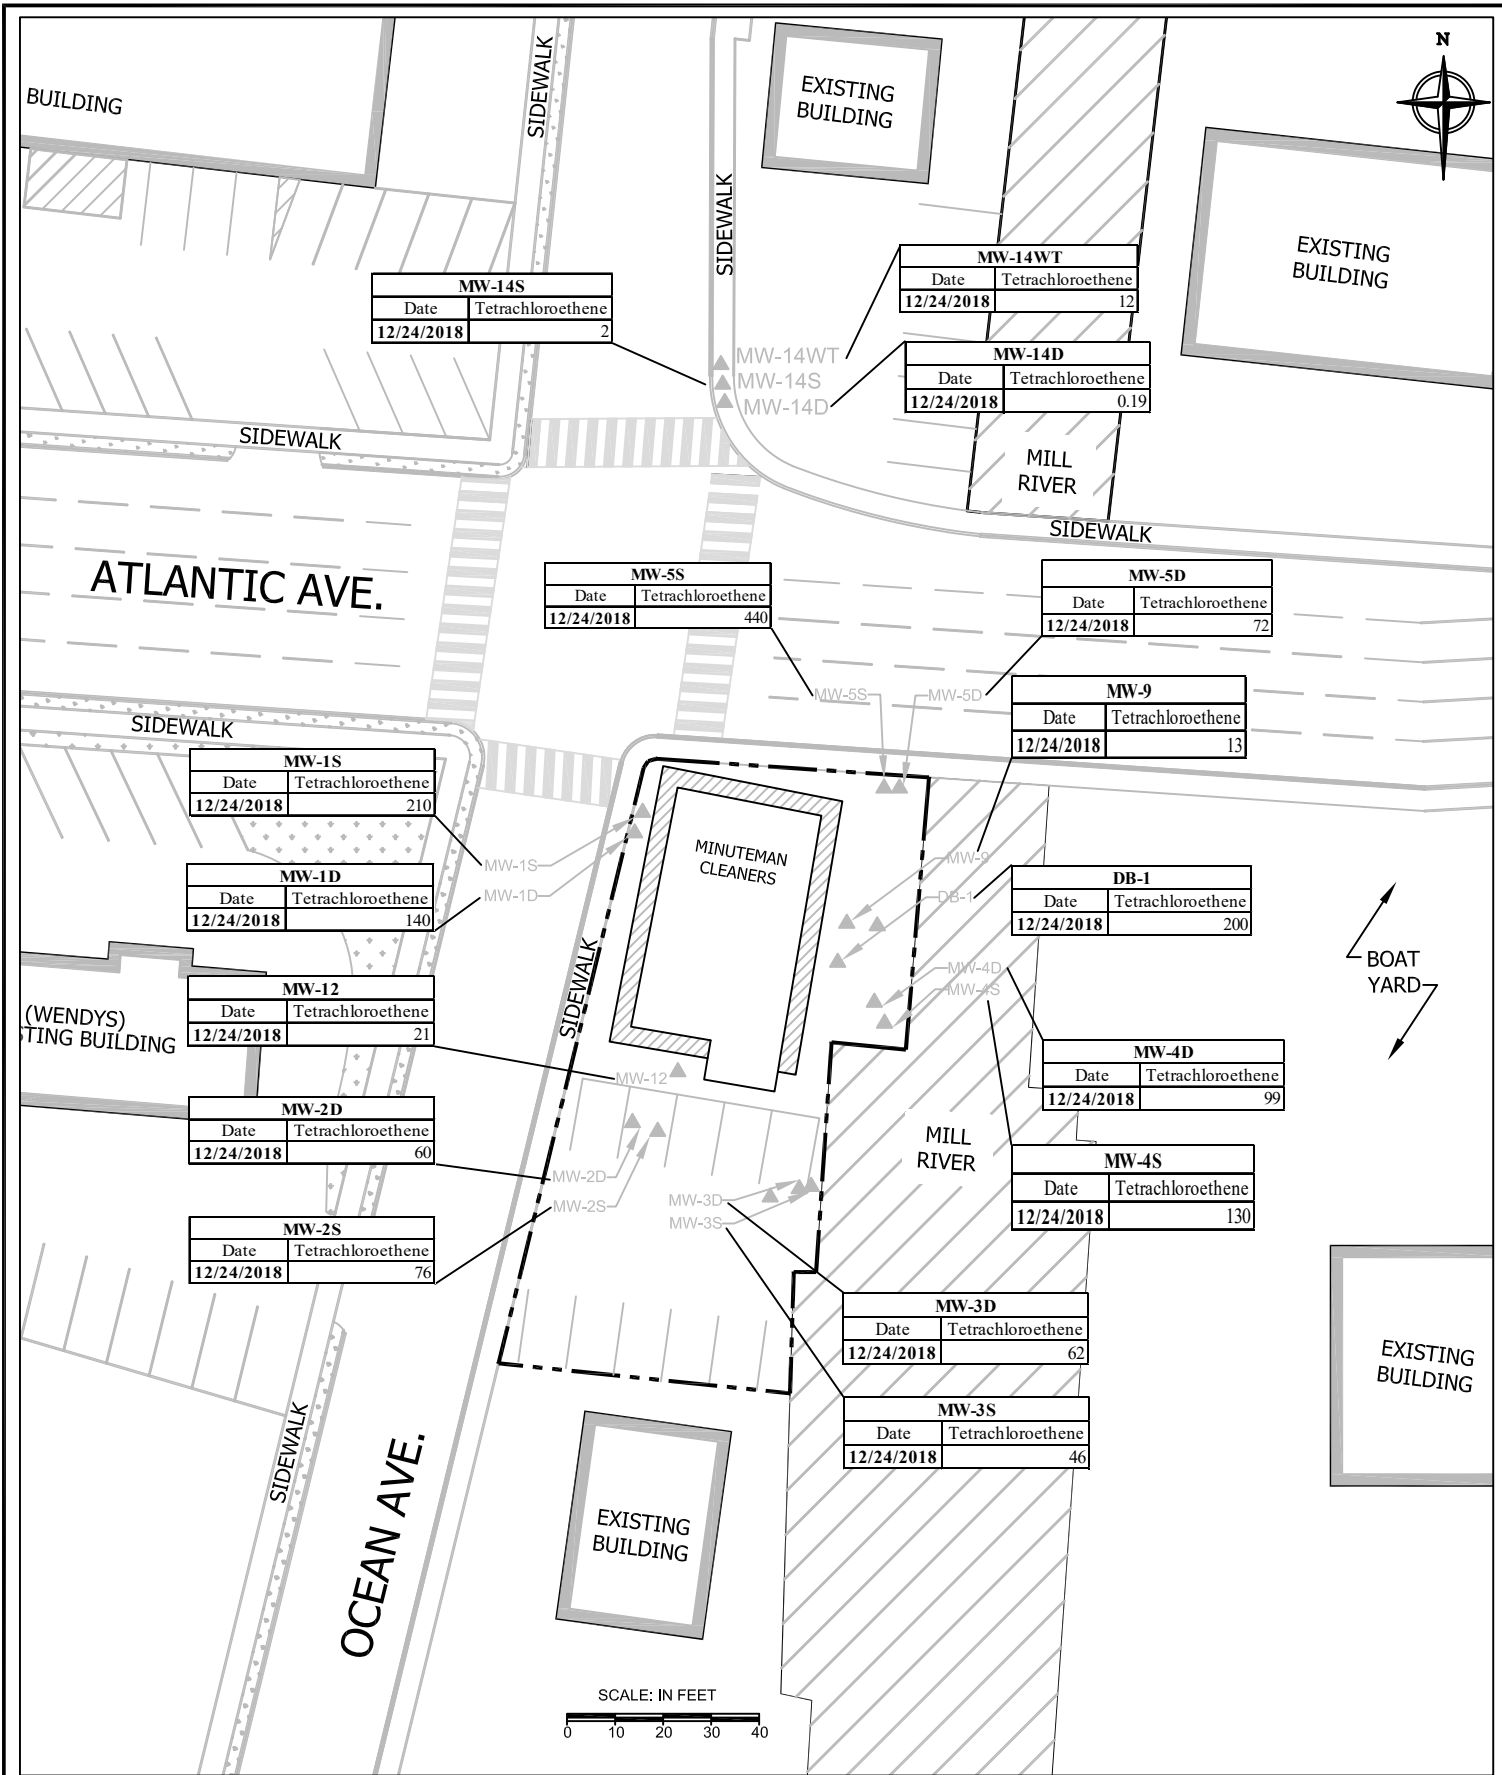 N
SIDEWALK
BUILDING
EXISTING
BUILDING
SIDEWALK
EXISTING
BUILDING
MW-14WT
Date Tetrachloroethene
12/24/2018 12
MW-14S
Date Tetrachloroethene
12/24/2018 2
MW-14WT
MW-14S
MW-14D
MW-14D
Date Tetrachloroethene
12/24/2018 0.19
SIDEWALK
MILL
RIVER
SIDEWALK
ATLANTIC AVE.
MW-5S
Date Tetrachloroethene
12/24/2018 440
MW-5D
Date Tetrachloroethene
12/24/2018 72
MW-5S
MW-5D
MW-9
Date Tetrachloroethene
12/24/2018 13
SIDEWALK
MW-1S
Date Tetrachloroethene
12/24/2018 210
MINUTEMAN
CLEANERS
MW-1S
MW-1D
MW-9
DB-1
MW-1D
Date Tetrachloroethene
12/24/2018 140
DB-1
Date Tetrachloroethene
12/24/2018 200
SIDEWALK
BOAT
YARD
MW-4D
MW-4S
(WENDYS)
STING BUILDING
MW-12
Date Tetrachloroethene
12/24/2018 21
MW-12
MW-4D
Date Tetrachloroethene
12/24/2018 99
MW-2D
Date Tetrachloroethene
12/24/2018 60
MILL
RIVER
MW-4S
Date Tetrachloroethene
12/24/2018 130
MW-2D
MW-2S
MW-3D
MW-3S
MW-2S
Date Tetrachloroethene
12/24/2018 76
MW-3D
Date Tetrachloroethene
12/24/2018 62
EXISTING
BUILDING
MW-3S
Date Tetrachloroethene
12/24/2018 46
SIDEWALK
OCEAN AVE.
EXISTING
BUILDING
SCALE: IN FEET
0 10 20 30 40